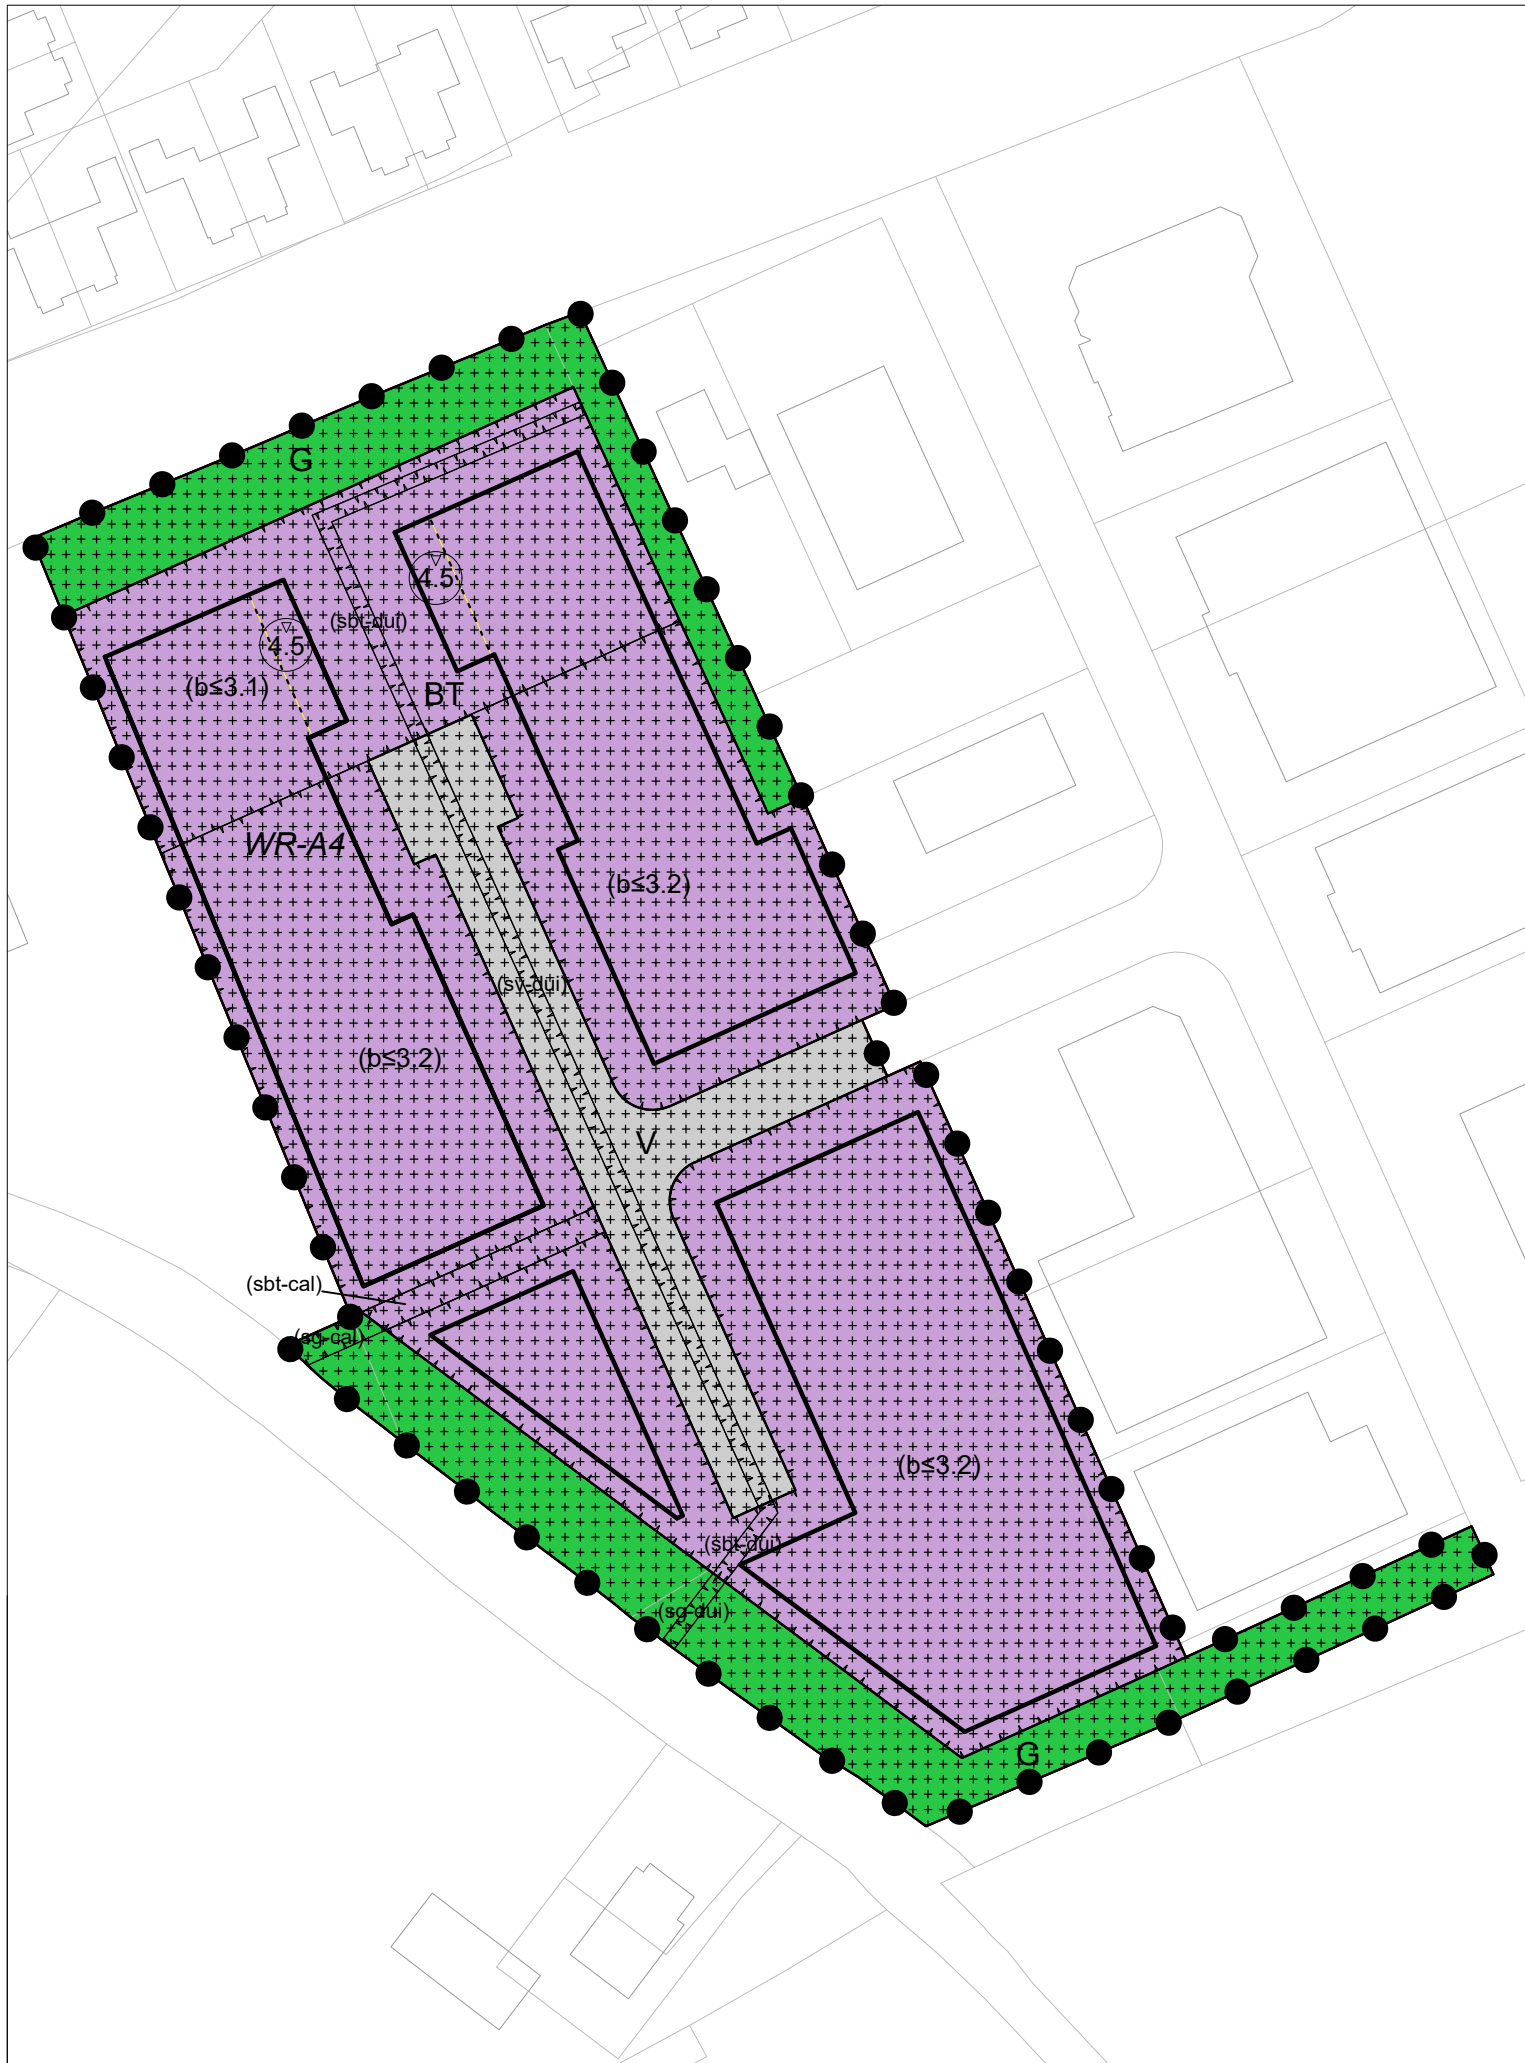 G
4.5
(sbt-dui)
4.5
(b≤3.1)
BT
WR-A4
(b≤3.2)
(sv-dui)
(b≤3.2)
V
(sbt-cal)
(sg-cal)
(b≤3.2)
(sbt-dui)
(sg-dui)
G